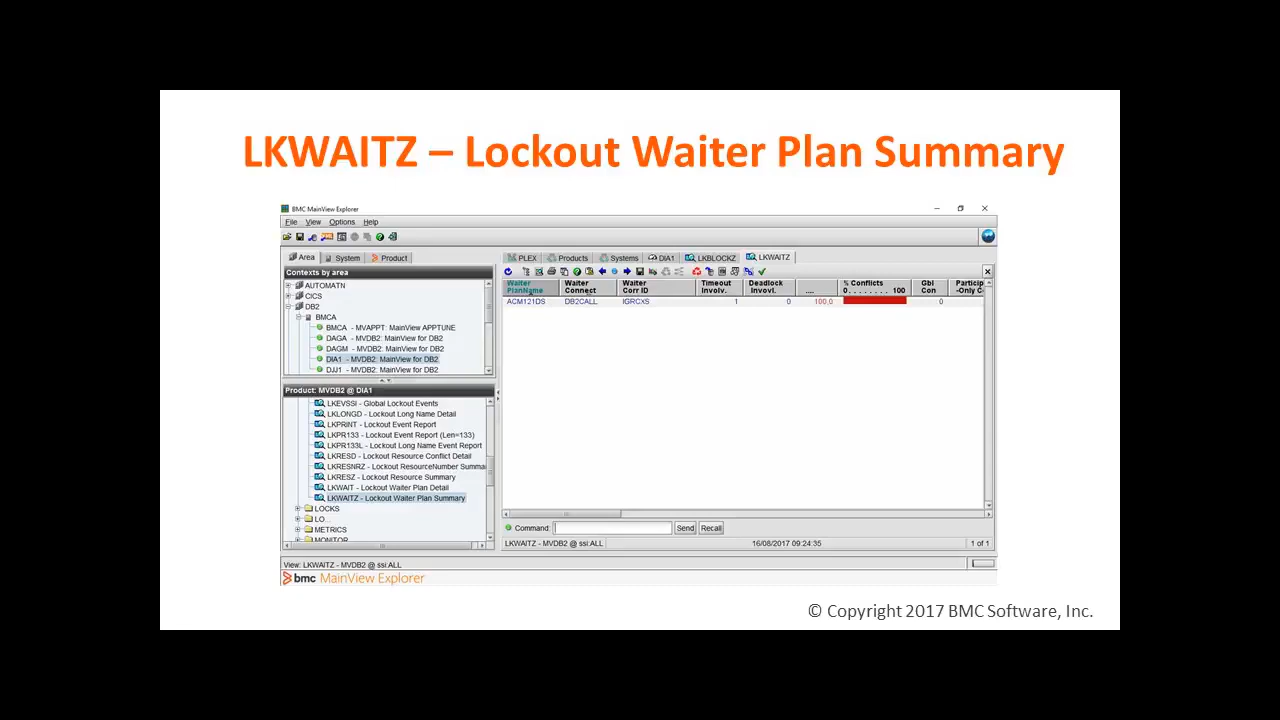 LKWAITZ – Lockout Waiter Plan Summary
BMC MainView Explorer
File View Options Help
Area System Product
Contexts by area
AUTOMATN
CICS
DB2
BMCA
BMCA - MVAPPT: MainView APPTUNE
DAGA - MVDB2: MainView for DB2
DAGM - MVDB2: MainView for DB2
DIA1 - MVDB2: MainView for DB2
DJJ1 - MVDB2: MainView for DB2
Product: MVDB2 @ DIA1
LKEVSSI - Global Lockout Events
LKLONGD - Lockout Long Name Detail
LKPRINT - Lockout Event Report
LKPR133 - Lockout Event Report (Len=133)
LKPR133L - Lockout Long Name Event Report
LKRESD - Lockout Resource Conflict Detail
LKRESNRZ - Lockout ResourceNumber Summa
LKRESZ - Lockout Resource Summary
LKWAIT - Lockout Waiter Plan Detail
LKWAITZ - Lockout Waiter Plan Summary
LOCKS
LO...
METRICS
MONITOR
PLEX Products Systems DIA1 LKBLOCKZ LKWAITZ
Waiter Waiter Waiter Timeout Deadlock % Conflicts Gbl Particip
PlanName Connect Corr ID Involv. Invovl. .... 0........ 100 Con -Only C
ACM121DS DB2CALL IGRCXS 1 0 100,0 0
Command Send Recall
LKWAITZ - MVDB2 @ ssi:ALL 16/08/2017 09:24:35 1 of 1
View: LKWAITZ - MVDB2 @ ssi:ALL
bmc MainView Explorer
© Copyright 2017 BMC Software, Inc.